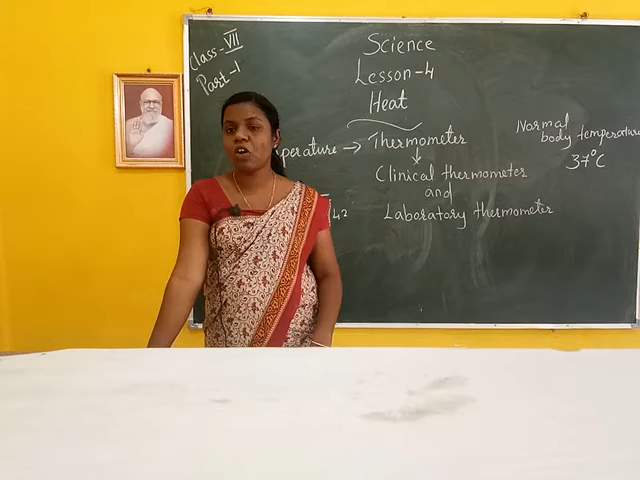 Class-VII
Part-1
Science
Lesson-4
Heat
perature → Thermometer
↓
Clinical thermometer
and
Laboratory thermometer
42
Normal
body temperature
37°C